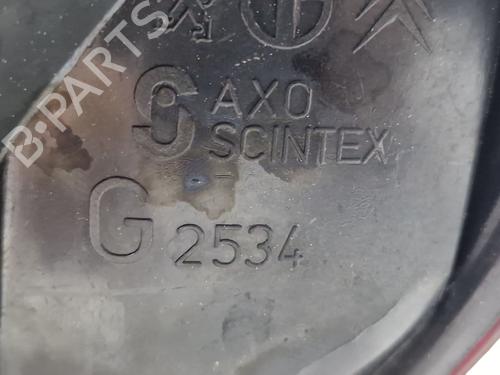 B-PARTS
AXO
SCINTEX
G 2534